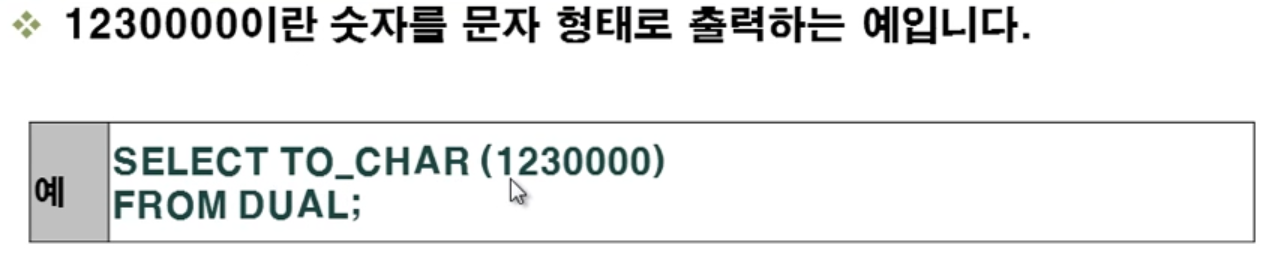 12300000이란 숫자를 문자 형태로 출력하는 예입니다.
예
SELECT TO_CHAR (1230000)
FROM DUAL;